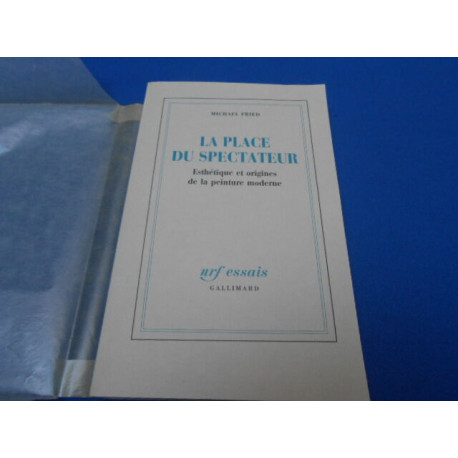 MICHAEL FRIED
LA PLACE
DU SPECTATEUR
Esthétique et origines
de la peinture moderne
nrf essais
GALLIMARD